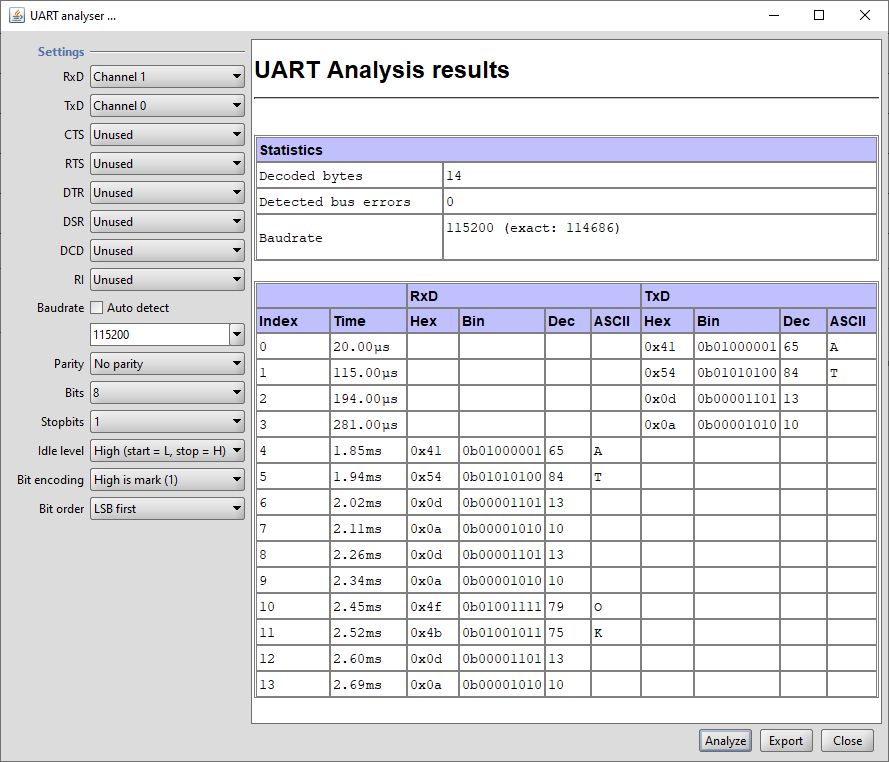 UART analyser ...
Settings
RxD Channel 1
TxD Channel 0
CTS Unused
RTS Unused
DTR Unused
DSR Unused
DCD Unused
RI Unused
Baudrate Auto detect
115200
Parity No parity
Bits 8
Stopbits 1
Idle level High (start = L, stop = H)
Bit encoding High is mark (1)
Bit order LSB first
UART Analysis results
Statistics
Decoded bytes 14
Detected bus errors 0
Baudrate 115200 (exact: 114686)
RxD TxD
Index Time Hex Bin Dec ASCII Hex Bin Dec ASCII
0 20.00µs 0x41 0b01000001 65 A
1 115.00µs 0x54 0b01010100 84 T
2 194.00µs 0x0d 0b00001101 13
3 281.00µs 0x0a 0b00001010 10
4 1.85ms 0x41 0b01000001 65 A
5 1.94ms 0x54 0b01010100 84 T
6 2.02ms 0x0d 0b00001101 13
7 2.11ms 0x0a 0b00001010 10
8 2.26ms 0x0d 0b00001101 13
9 2.34ms 0x0a 0b00001010 10
10 2.45ms 0x4f 0b01001111 79 O
11 2.52ms 0x4b 0b01001011 75 K
12 2.60ms 0x0d 0b00001101 13
13 2.69ms 0x0a 0b00001010 10
Analyze Export Close